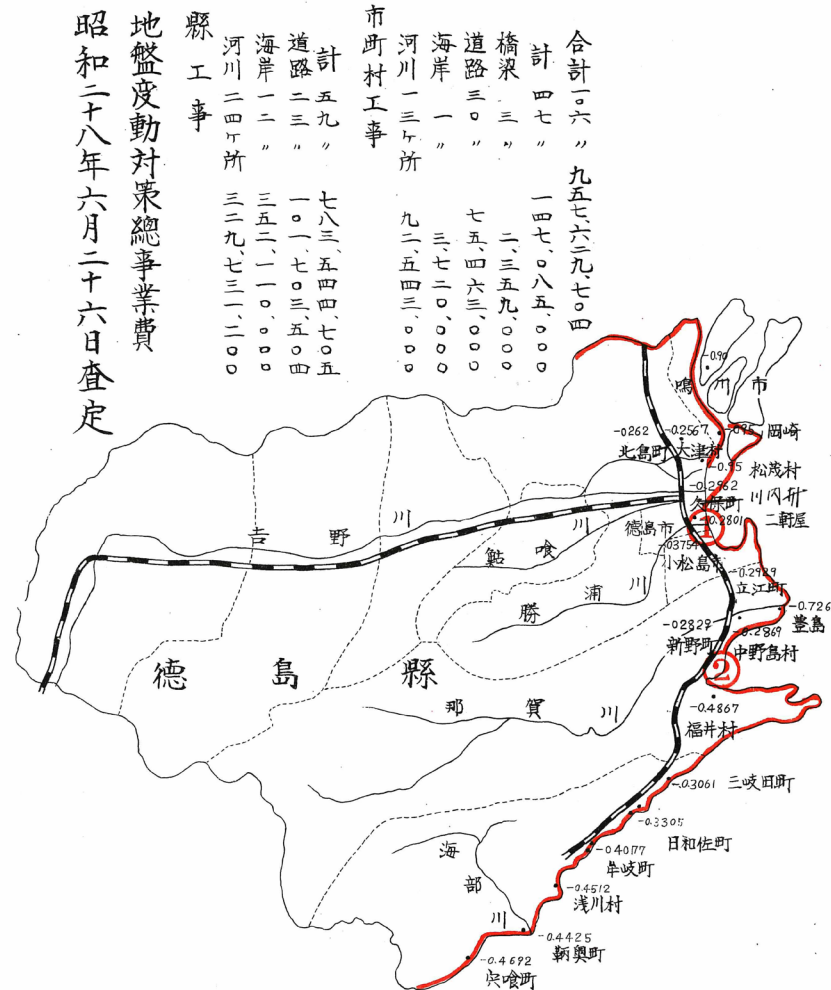 昭和二十八年六月二十六日査定
地盤変動対策總事業費
縣工事
河川 二四ヶ所 三二九、七三一、二〇〇
海岸 一二 〃 三五二、一一〇、〇〇〇
道路 二三 〃 一〇一、七〇三、五〇四
計 五九 〃 七八三、五四四、七〇五
市町村工事
河川 一三ヶ所 九二、五四三、〇〇〇
海岸 一 〃 三、七二〇、〇〇〇
道路 三〇 〃 七五、四六三、〇〇〇
橋梁 三 〃 二、三五九、〇〇〇
計 四七 〃 一四七、〇八五、〇〇〇
合計 一〇六 〃 九五七、六二九、七〇四
-0.90
鳴門市
-0262
-0.2567
岡崎
北島町
大津村
-0.95
松茂村
-0.2962
川内村
①
-0.2801
二軒屋
徳島市
-03754
小松島市
-0.2929
立江町
-0.726
豊島
-02829
-0.2869
新野町
中野島村
②
-0.4867
福井村
吉野川
鮎喰川
勝浦川
徳島縣
那賀川
-0.3061
三岐田町
-0.3305
日和佐町
-04077
牟岐町
-0.4512
浅川村
海部川
-0.4425
鞆奥町
-0.4692
宍喰町